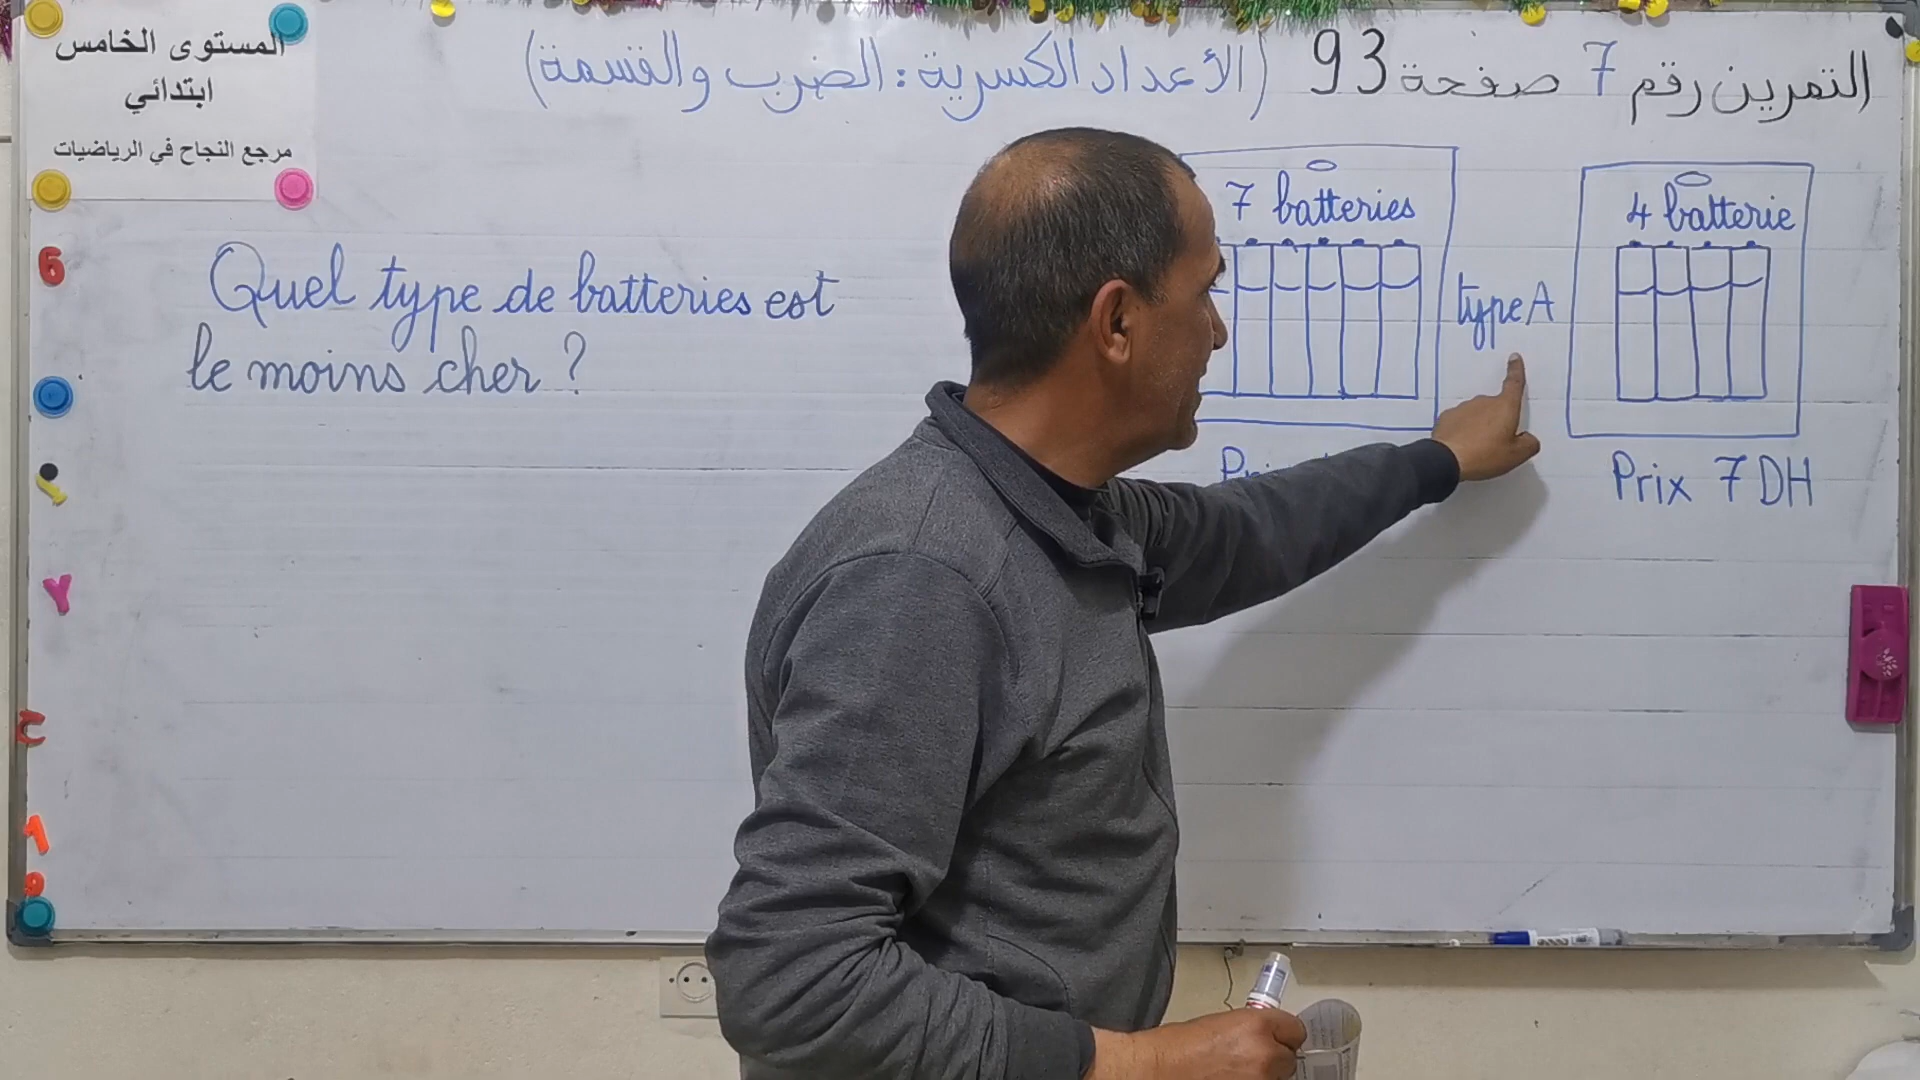 المستوى الخامس
ابتدائي
مرجع النجاح في الرياضيات
التمرين رقم 7 صفحة 93 (الأعداد الكسرية: الضرب والقسمة)
Quel type de batteries est
le moins cher ?
7 batteries
type A
4 batterie
Prix 7 DH